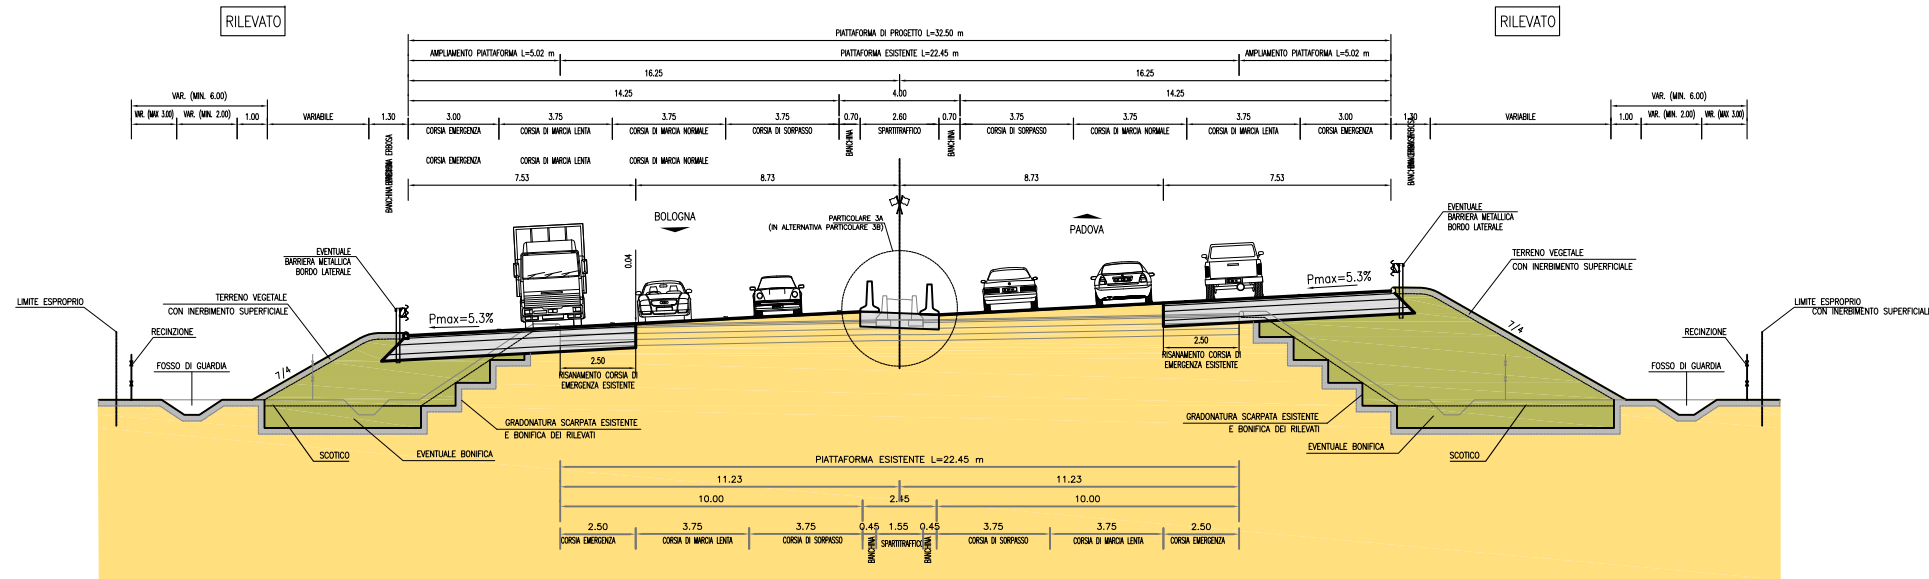 RILEVATO
RILEVATO
PIATTAFORMA DI PROGETTO L=32.50 m
AMPLIAMENTO PIATTAFORMA L=5.02 m
PIATTAFORMA ESISTENTE L=22.45 m
AMPLIAMENTO PIATTAFORMA L=5.02 m
16.25
16.25
14.25
4.00
14.25
VAR. (MIN. 6.00)
VAR. (MIN. 6.00)
VAR. (MAX 3.00)
VAR. (MIN. 2.00)
1.00
VARIABILE
1.30
3.00
3.75
3.75
3.75
0.70
2.60
0.70
3.75
3.75
3.75
3.00
1.30
VARIABILE
1.00
VAR. (MIN. 2.00)
VAR. (MAX 3.00)
CORSIA EMERGENZA
CORSIA DI MARCIA LENTA
CORSIA DI MARCIA NORMALE
CORSIA DI SORPASSO
BANCHINA
SPARTITRAFFICO
BANCHINA
CORSIA DI SORPASSO
CORSIA DI MARCIA NORMALE
CORSIA DI MARCIA LENTA
CORSIA EMERGENZA
CORSIA EMERGENZA
CORSIA DI MARCIA LENTA
CORSIA DI MARCIA NORMALE
7.53
8.73
8.73
7.53
BOLOGNA
PADOVA
PARTICOLARE 3A
(IN ALTERNATIVA PARTICOLARE 3B)
EVENTUALE
BARRIERA METALLICA
BORDO LATERALE
EVENTUALE
BARRIERA METALLICA
BORDO LATERALE
0.04
TERRENO VEGETALE
CON INERBIMENTO SUPERFICIALE
TERRENO VEGETALE
CON INERBIMENTO SUPERFICIALE
LIMITE ESPROPRIO
LIMITE ESPROPRIO
CON INERBIMENTO SUPERFICIALI
Pmax=5.3%
Pmax=5.3%
RECINZIONE
RECINZIONE
FOSSO DI GUARDIA
FOSSO DI GUARDIA
7/4
7/4
2.50
RISANAMENTO CORSIA DI
EMERGENZA ESISTENTE
2.50
RISANAMENTO CORSIA DI
EMERGENZA ESISTENTE
GRADONATURA SCARPATA ESISTENTE
E BONIFICA DEI RILEVATI
GRADONATURA SCARPATA ESISTENTE
E BONIFICA DEI RILEVATI
SCOTICO
EVENTUALE BONIFICA
EVENTUALE BONIFICA
SCOTICO
PIATTAFORMA ESISTENTE L=22.45 m
11.23
11.23
10.00
2.45
10.00
2.50
3.75
3.75
0.45
1.55
0.45
3.75
3.75
2.50
CORSIA EMERGENZA
CORSIA DI MARCIA LENTA
CORSIA DI SORPASSO
BANCHINA
SPARTITRAFFICO
BANCHINA
CORSIA DI SORPASSO
CORSIA DI MARCIA LENTA
CORSIA EMERGENZA